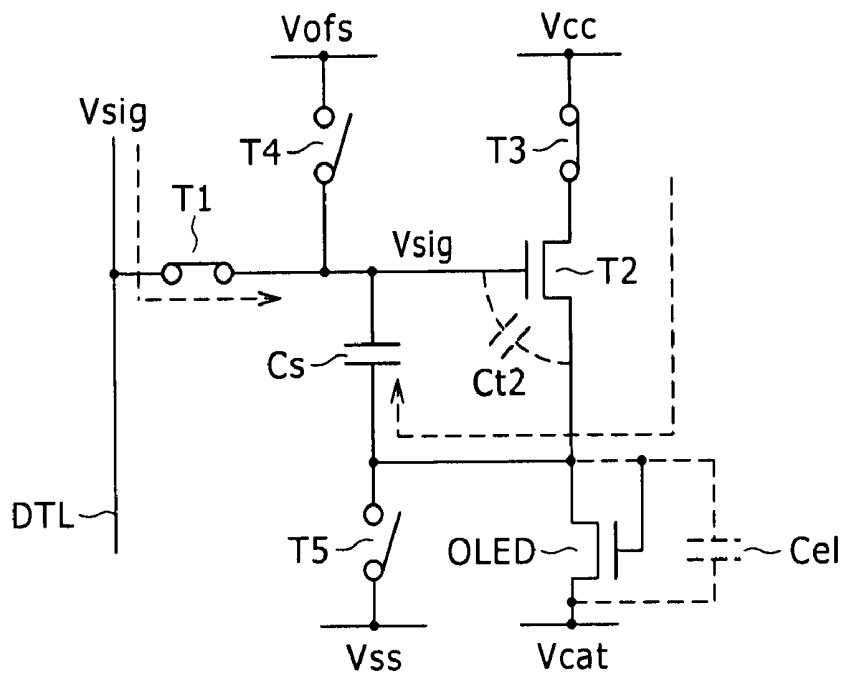 Vofs
Vcc
Vsig
T4
T3
T1
Vsig
T2
Cs
Ct2
DTL
T5
OLED
Cel
Vss
Vcat